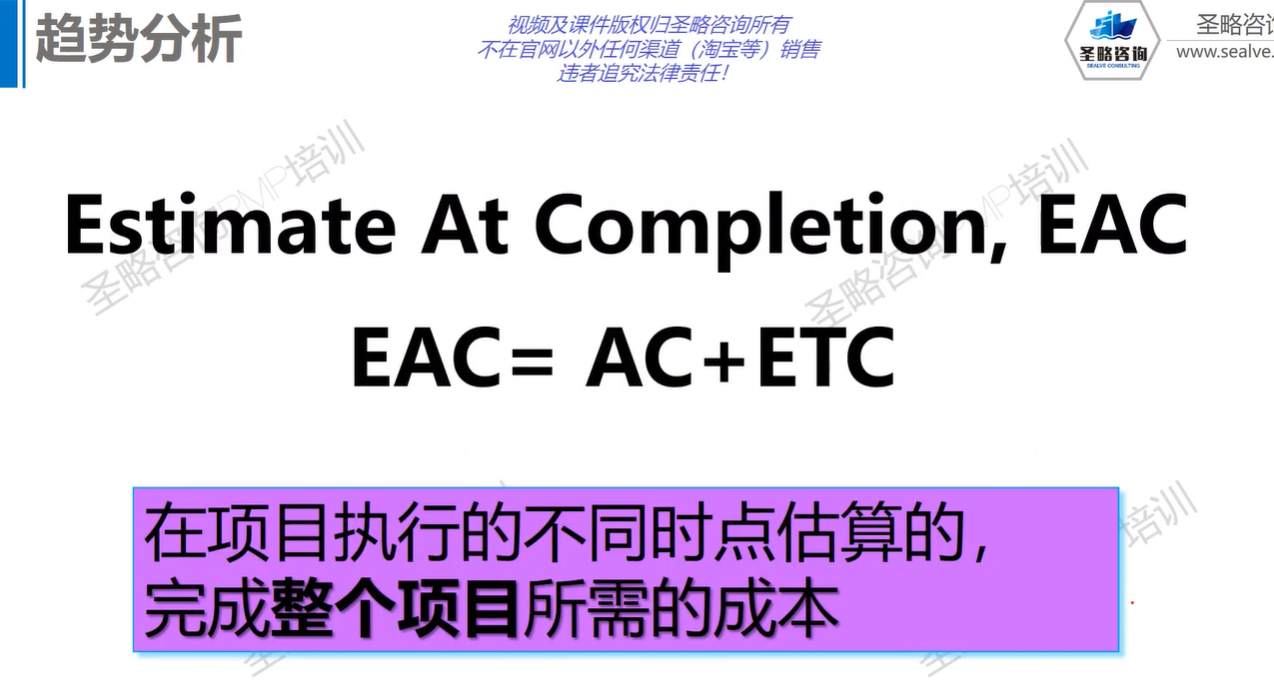 趋势分析
视频及课件版权归圣略咨询所有
不在官网以外任何渠道（淘宝等）销售
违者追究法律责任！
圣略咨询
SEALVE CONSULTING
圣略咨
www.sealve.
圣略咨询PMP培训
圣略咨询PMP培训
Estimate At Completion, EAC
EAC= AC+ETC
在项目执行的不同时点估算的，
完成整个项目所需的成本
培训